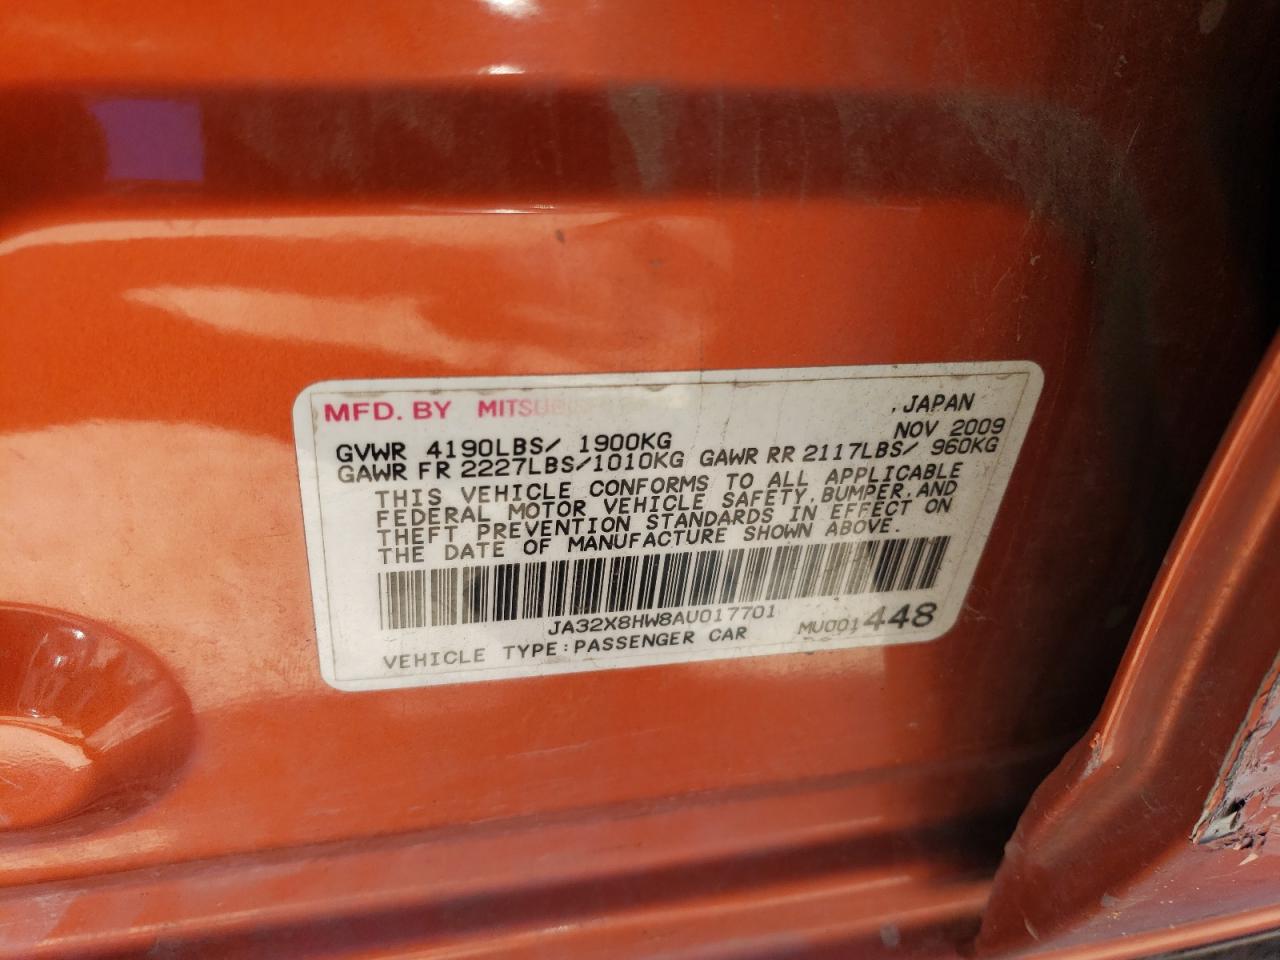 MFD. BY MITSUBISHI
, JAPAN
NOV 2009
GVWR 4190LBS/ 1900KG
GAWR FR 2227LBS/1010KG GAWR RR 2117LBS/ 960KG
THIS VEHICLE CONFORMS TO ALL APPLICABLE
FEDERAL MOTOR VEHICLE SAFETY, BUMPER, AND
THEFT PREVENTION STANDARDS IN EFFECT ON
THE DATE OF MANUFACTURE SHOWN ABOVE.
JA32X8HW8AU017701
VEHICLE TYPE:PASSENGER CAR
MU001448